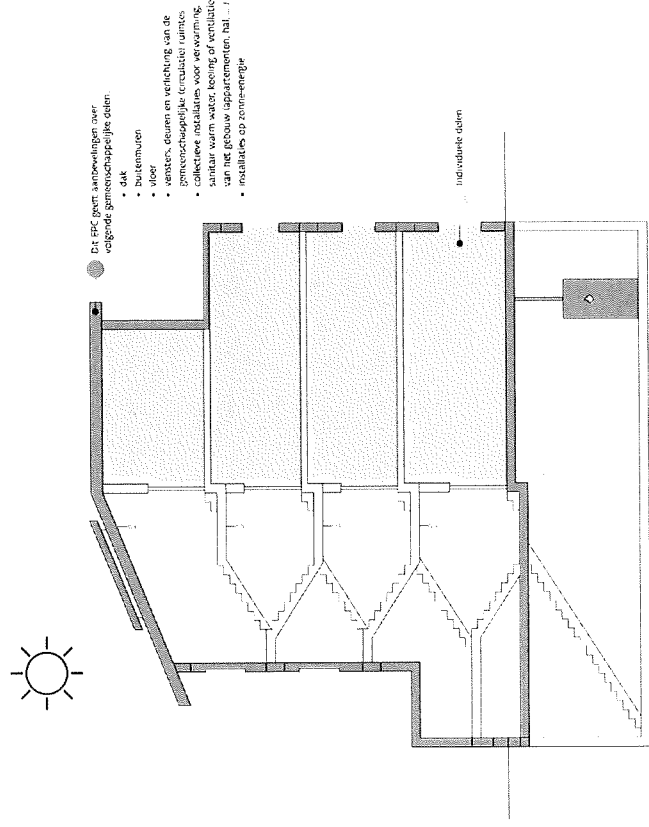 Dit EPC geeft aanbevelingen over
volgende gemeenschappelijke delen:
• dak
• buitenmuren
• vloer
• vensters, deuren en verlichting van de
gemeenschappelijke (circulatie) ruimtes
• collectieve installaties voor verwarming,
sanitair warm water, koeling of ventilatie
van het gebouw (appartementen, hal, ...)
• installaties op zonne-energie
Individuele delen